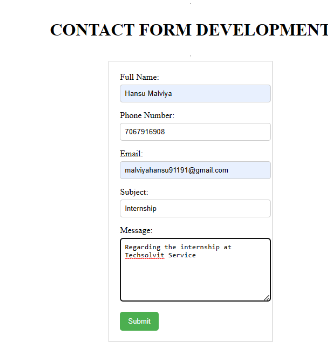 CONTACT FORM DEVELOPMENT
Full Name:
Hansu Malviya
Phone Number:
7067916908
Email:
malviyahansu91191@gmail.com
Subject:
Internship
Message:
Regarding the internship at
Techsolvit Service
Submit